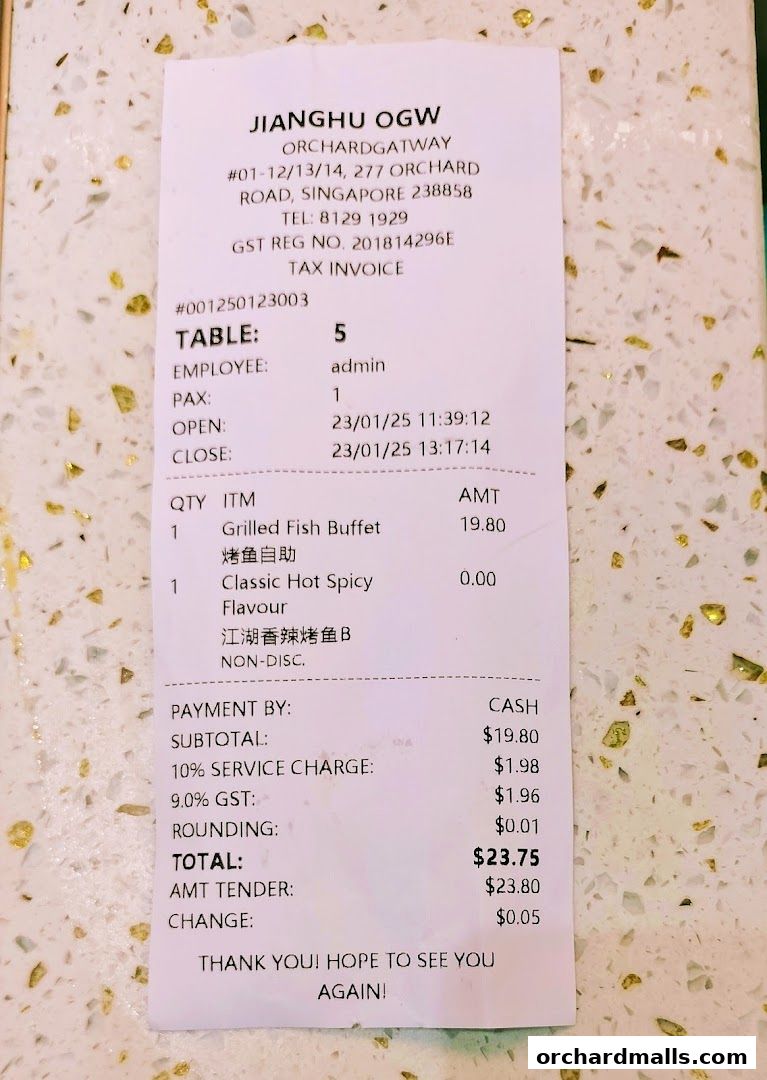 JIANGHU OGW
ORCHARDGATWAY
#01-12/13/14, 277 ORCHARD
ROAD, SINGAPORE 238858
TEL: 8129 1929
GST REG NO. 201814296E
TAX INVOICE
#001250123003
TABLE: 5
EMPLOYEE: admin
PAX: 1
OPEN: 23/01/25 11:39:12
CLOSE: 23/01/25 13:17:14
QTY ITM AMT
1 Grilled Fish Buffet 19.80
烤鱼自助
1 Classic Hot Spicy 0.00
Flavour
江湖香辣烤鱼B
NON-DISC.
PAYMENT BY: CASH
SUBTOTAL: $19.80
10% SERVICE CHARGE: $1.98
9.0% GST: $1.96
ROUNDING: $0.01
TOTAL: $23.75
AMT TENDER: $23.80
CHANGE: $0.05
THANK YOU! HOPE TO SEE YOU
AGAIN!
orchardmalls.com